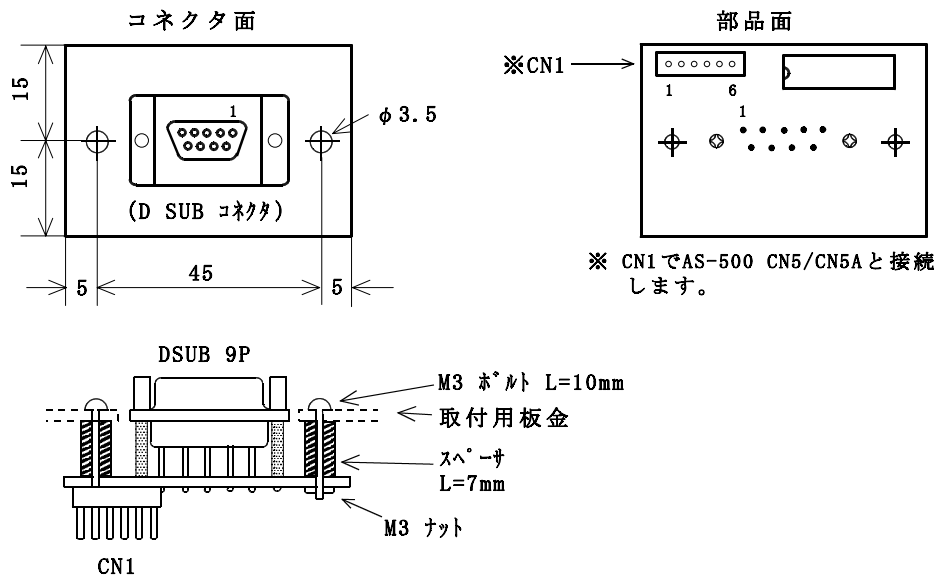 コネクタ面
15
15
1
φ3.5
(D SUB コネクタ)
5
45
5
部品面
※CN1
1
6
1
※ CN1でAS-500 CN5/CN5Aと接続
します。
DSUB 9P
M3 ボルト L=10mm
取付用板金
スペーサ
L=7mm
M3 ナット
CN1